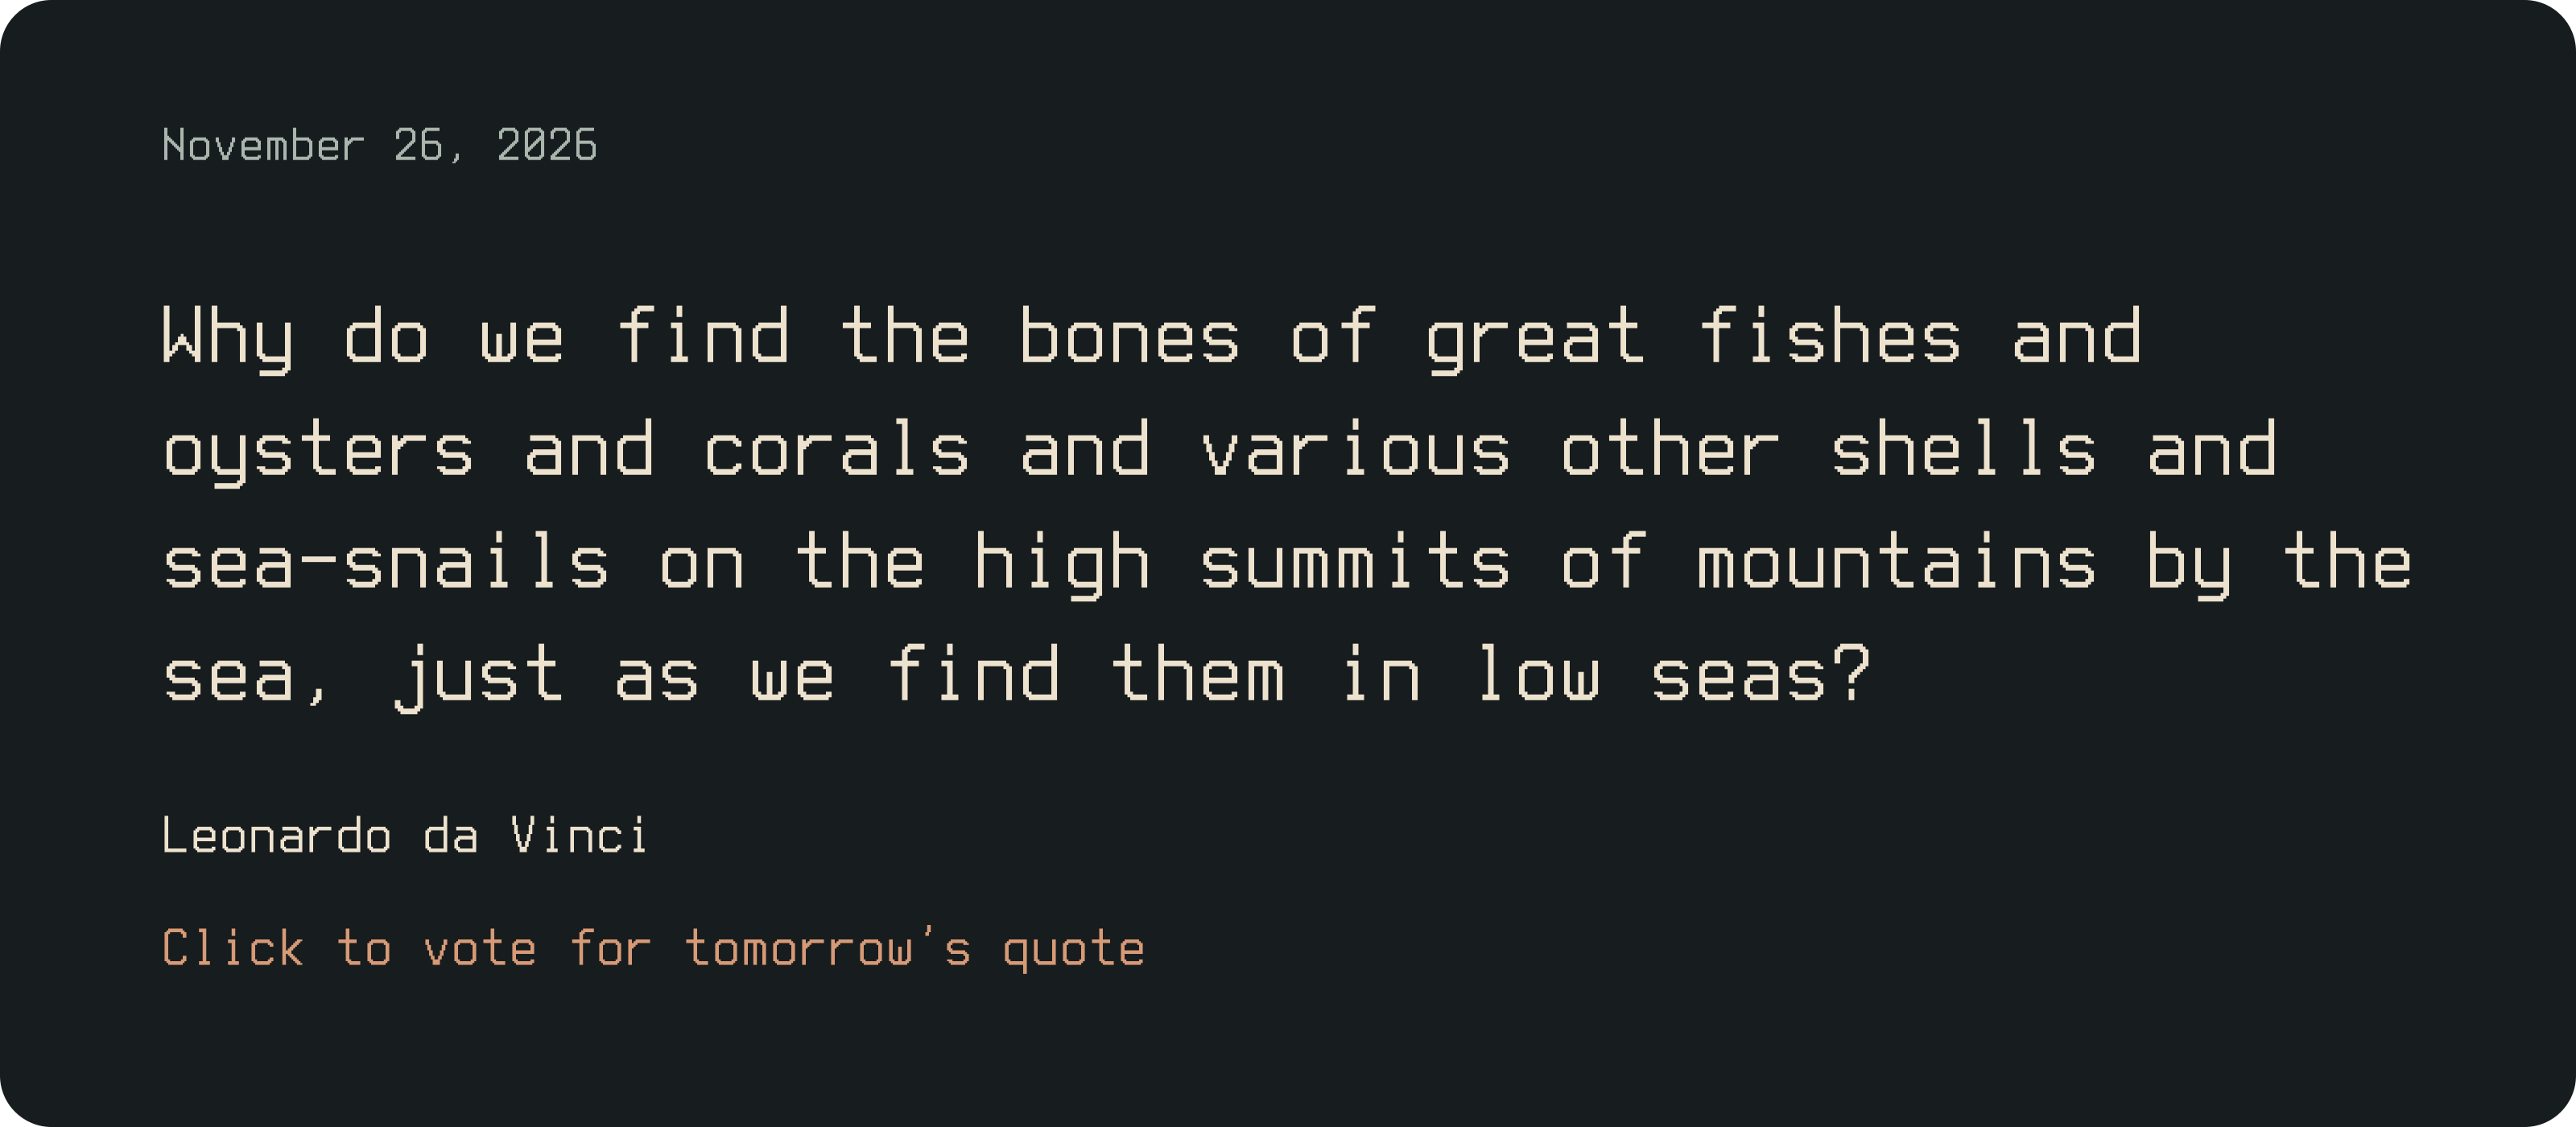 November 26, 2026
Why do we find the bones of great fishes and
oysters and corals and various other shells and
sea-snails on the high summits of mountains by the
sea, just as we find them in low seas?
Leonardo da Vinci
Click to vote for tomorrow's quote